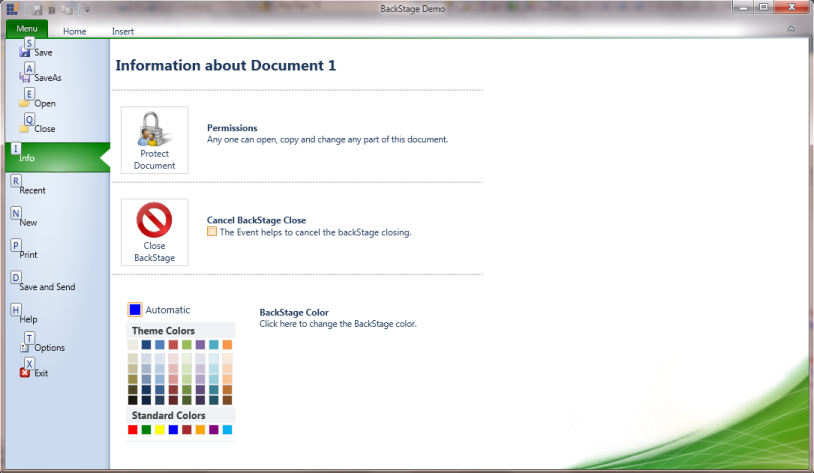 BackStage Demo
Menu
Home
Insert
S
Save
A
SaveAs
E
Open
Q
Close
I
Info
R
Recent
N
New
P
Print
D
Save and Send
H
Help
T
Options
X
Exit
Information about Document 1
Protect
Document
Permissions
Any one can open, copy and change any part of this document.
Close
BackStage
Cancel BackStage Close
The Event helps to cancel the backStage closing.
Automatic
Theme Colors
Standard Colors
BackStage Color
Click here to change the BackStage color.